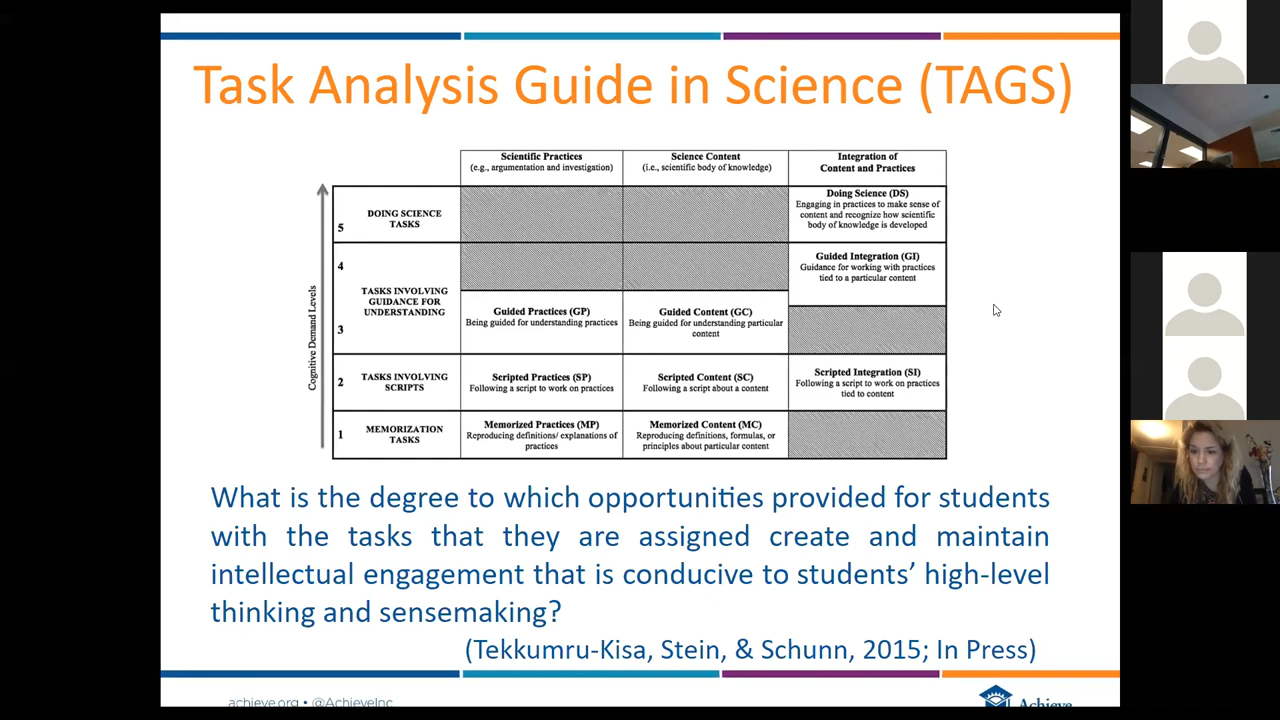 Task Analysis Guide in Science (TAGS)
Scientific Practices
(e.g., argumentation and investigation)
Science Content
(i.e., scientific body of knowledge)
Integration of
Content and Practices
Cognitive Demand Levels
5
DOING SCIENCE
TASKS
Doing Science (DS)
Engaging in practices to make sense of
content and recognize how scientific
body of knowledge is developed
4
3
TASKS INVOLVING
GUIDANCE FOR
UNDERSTANDING
Guided Integration (GI)
Guidance for working with practices
tied to a particular content
Guided Practices (GP)
Being guided for understanding practices
Guided Content (GC)
Being guided for understanding particular
content
2
TASKS INVOLVING
SCRIPTS
Scripted Practices (SP)
Following a script to work on practices
Scripted Content (SC)
Following a script about a content
Scripted Integration (SI)
Following a script to work on practices
tied to content
1
MEMORIZATION
TASKS
Memorized Practices (MP)
Reproducing definitions/ explanations of
practices
Memorized Content (MC)
Reproducing definitions, formulas, or
principles about particular content
What is the degree to which opportunities provided for students
with the tasks that they are assigned create and maintain
intellectual engagement that is conducive to students’ high-level
thinking and sensemaking?
(Tekkumru-Kisa, Stein, & Schunn, 2015; In Press)
achieve.org • @AchieveInc
Achieve